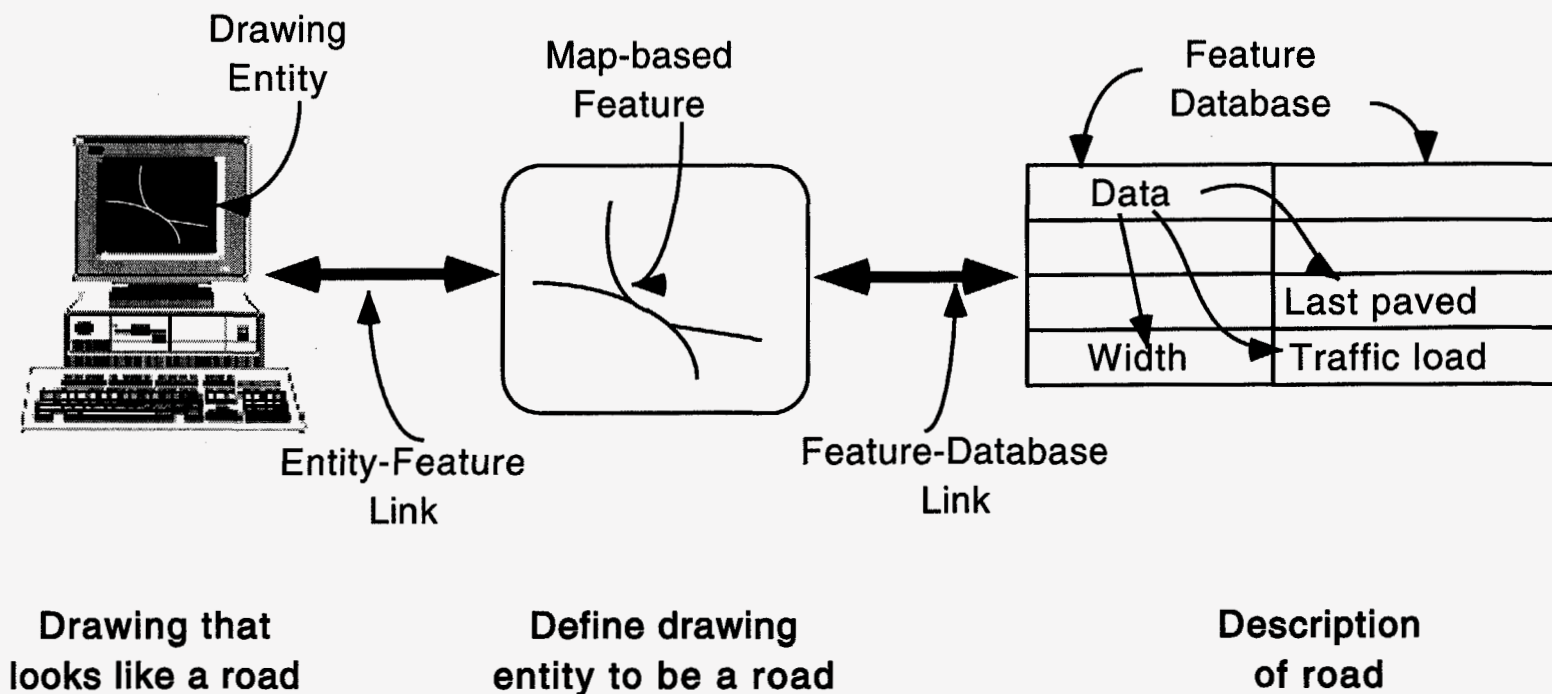 Drawing
Entity
Map-based
Feature
Feature
Database
Data
Last paved
Width
Traffic load
Entity-Feature
Link
Feature-Database
Link
Drawing that
looks like a road
Define drawing
entity to be a road
Description
of road